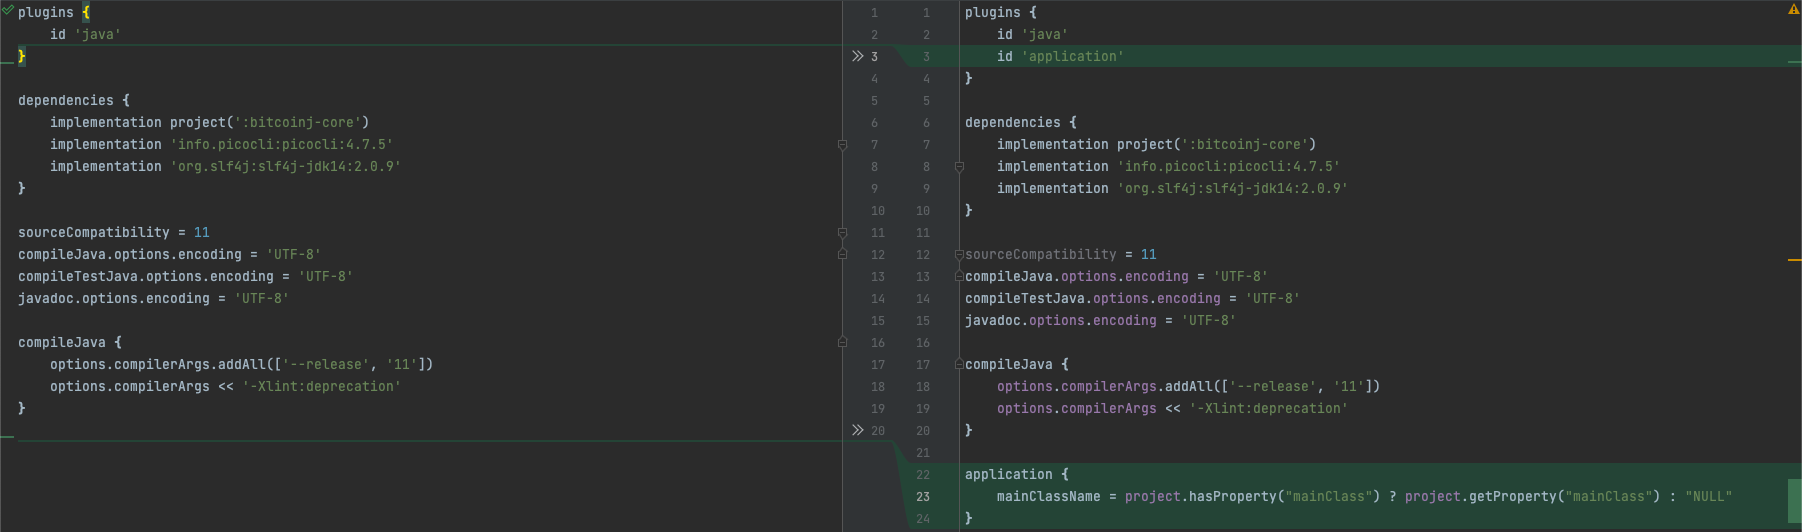 plugins {
    id 'java'
}

dependencies {
    implementation project(':bitcoinj-core')
    implementation 'info.picocli:picocli:4.7.5'
    implementation 'org.slf4j:slf4j-jdk14:2.0.9'
}

sourceCompatibility = 11
compileJava.options.encoding = 'UTF-8'
compileTestJava.options.encoding = 'UTF-8'
javadoc.options.encoding = 'UTF-8'

compileJava {
    options.compilerArgs.addAll(['--release', '11'])
    options.compilerArgs << '-Xlint:deprecation'
}
1
2
3
4
5
6
7
8
9
10
11
12
13
14
15
16
17
18
19
20
1
2
3
4
5
6
7
8
9
10
11
12
13
14
15
16
17
18
19
20
21
22
23
24
plugins {
    id 'java'
    id 'application'
}

dependencies {
    implementation project(':bitcoinj-core')
    implementation 'info.picocli:picocli:4.7.5'
    implementation 'org.slf4j:slf4j-jdk14:2.0.9'
}

sourceCompatibility = 11
compileJava.options.encoding = 'UTF-8'
compileTestJava.options.encoding = 'UTF-8'
javadoc.options.encoding = 'UTF-8'

compileJava {
    options.compilerArgs.addAll(['--release', '11'])
    options.compilerArgs << '-Xlint:deprecation'
}

application {
    mainClassName = project.hasProperty("mainClass") ? project.getProperty("mainClass") : "NULL"
}